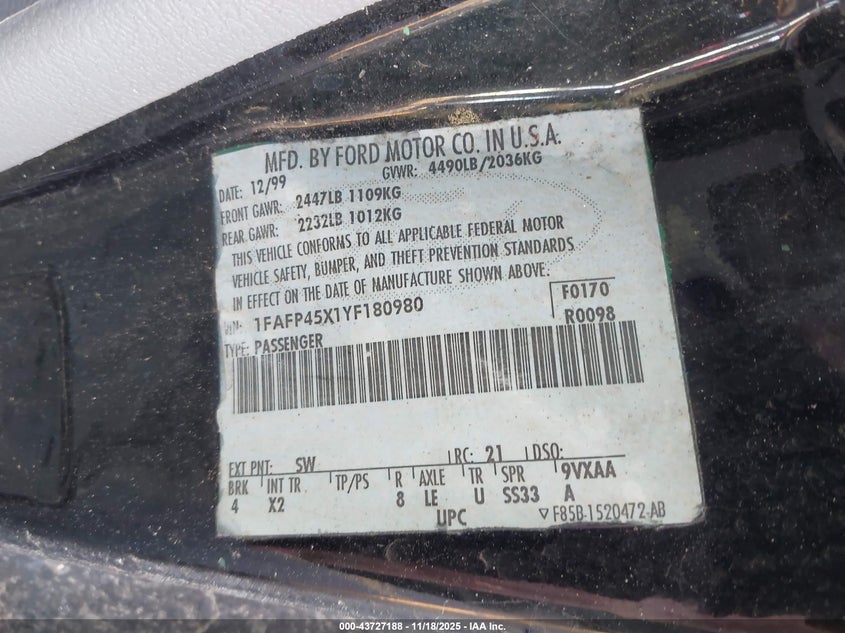 MFD. BY FORD MOTOR CO. IN U.S.A.
DATE: 12/99 GVWR: 4490LB/2036KG
FRONT GAWR: 2447LB 1109KG
REAR GAWR: 2232LB 1012KG
THIS VEHICLE CONFORMS TO ALL APPLICABLE FEDERAL MOTOR
VEHICLE SAFETY, BUMPER, AND THEFT PREVENTION STANDARDS
IN EFFECT ON THE DATE OF MANUFACTURE SHOWN ABOVE.
VIN: 1FAFP45X1YF180980 F0170
TYPE: PASSENGER R0098
EXT PNT: SW RC: 21 DSO:
BRK INT TR TP/PS R AXLE TR SPR 9VXAA
4 X2 8 LE U SS33 A
UPC F85B-1520472-AB
000-43727188 - 11/18/2025 - IAA Inc.